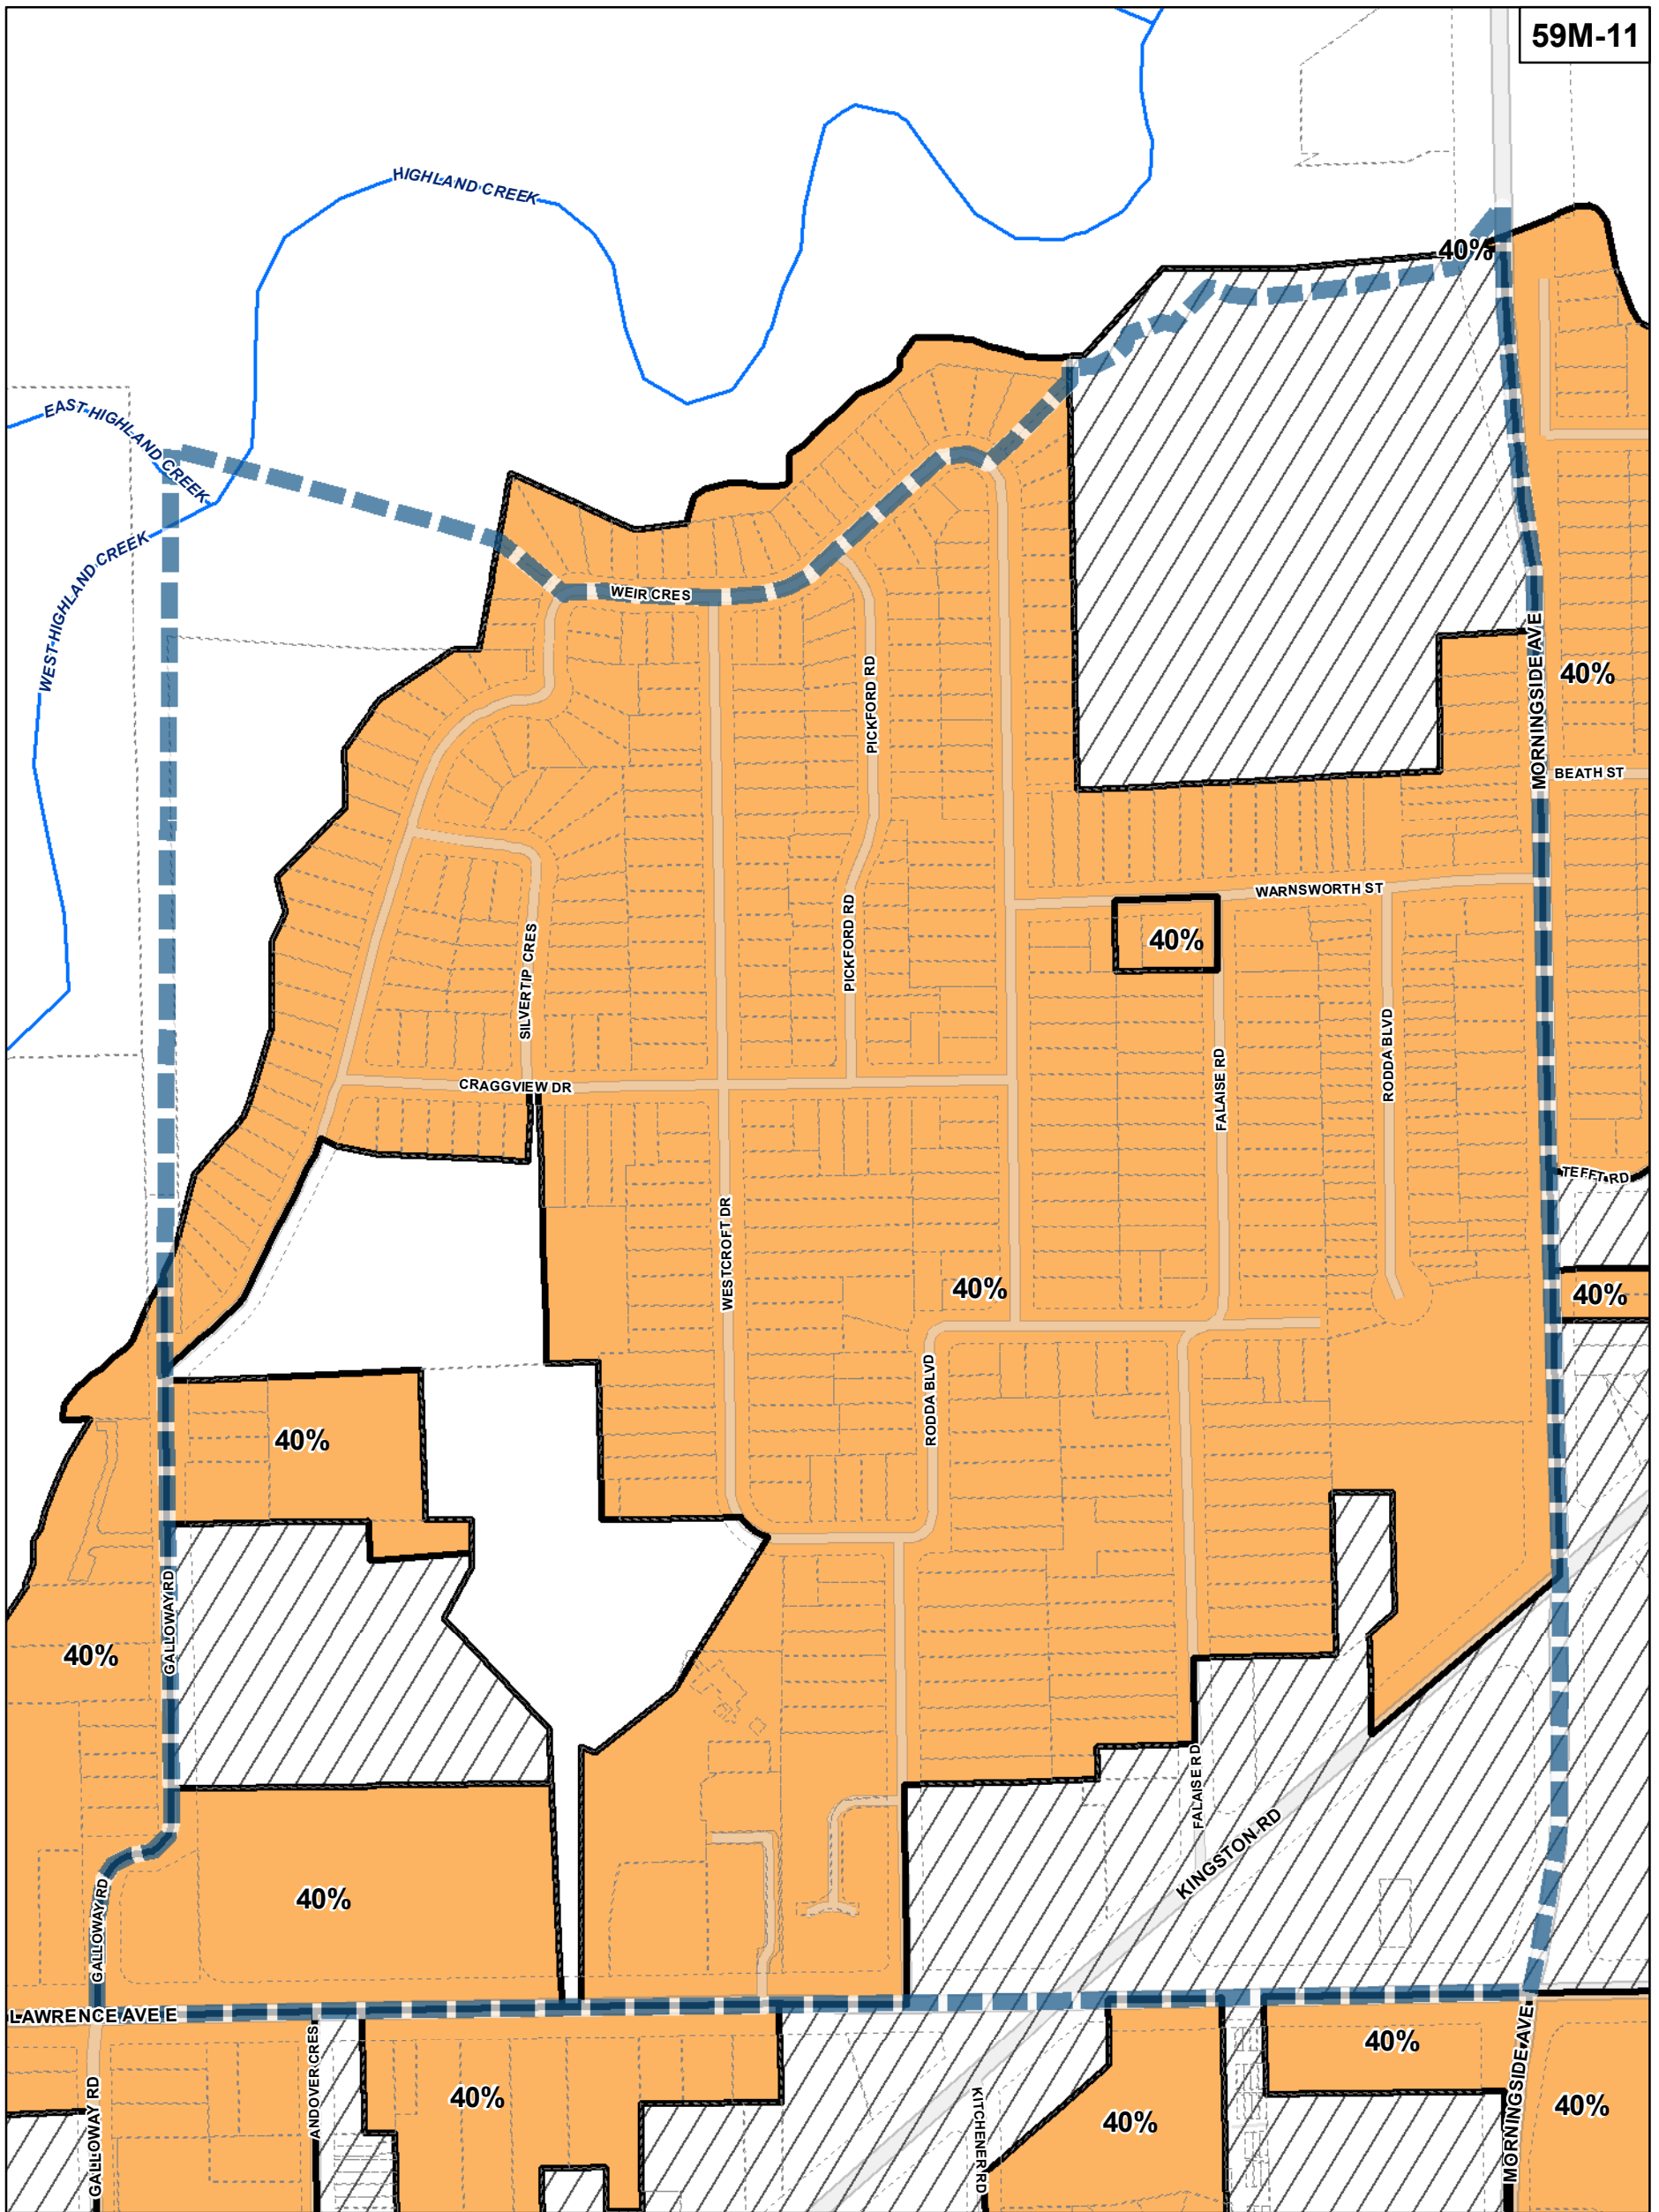 59M-11
HIGHLAND CREEK
40%
EAST HIGHLAND CREEK
WEST HIGHLAND CREEK
WEIR CRES
MORNINGSIDE AVE
40%
PICKFORD RD
BEATH ST
WARNSWORTH ST
40%
PICKFORD RD
SILVERTIP CRES
RODDA BLVD
FALAISE RD
CRAGGVIEW DR
TEFFT RD
WESTCROFT DR
40%
40%
RODDA BLVD
40%
GALLOWAY RD
40%
FALAISE RD
KINGSTON RD
40%
GALLOWAY RD
LAWRENCE AVE E
ANDOVER CRES
40%
MORNINGSIDE AVE
40%
40%
40%
GALLOWAY RD
KITCHENER RD